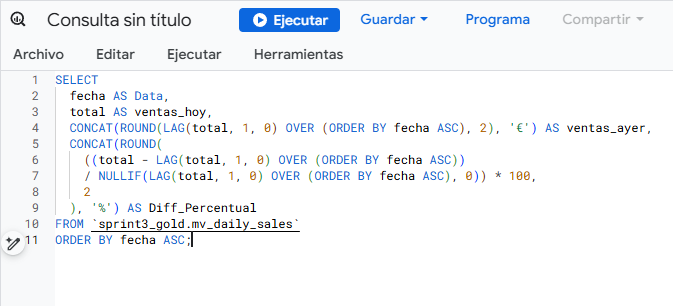 Consulta sin título
Ejecutar
Guardar
Programa
Compartir
Archivo
Editar
Ejecutar
Herramientas
1 SELECT
2 fecha AS Data,
3 total AS ventas_hoy,
4 CONCAT(ROUND(LAG(total, 1, 0) OVER (ORDER BY fecha ASC), 2), '€') AS ventas_ayer,
5 CONCAT(ROUND(
6 ((total - LAG(total, 1, 0) OVER (ORDER BY fecha ASC))
7 / NULLIF(LAG(total, 1, 0) OVER (ORDER BY fecha ASC), 0)) * 100,
8 2
9 ), '%') AS Diff_Percentual
10 FROM `sprint3_gold.mv_daily_sales`
11 ORDER BY fecha ASC;